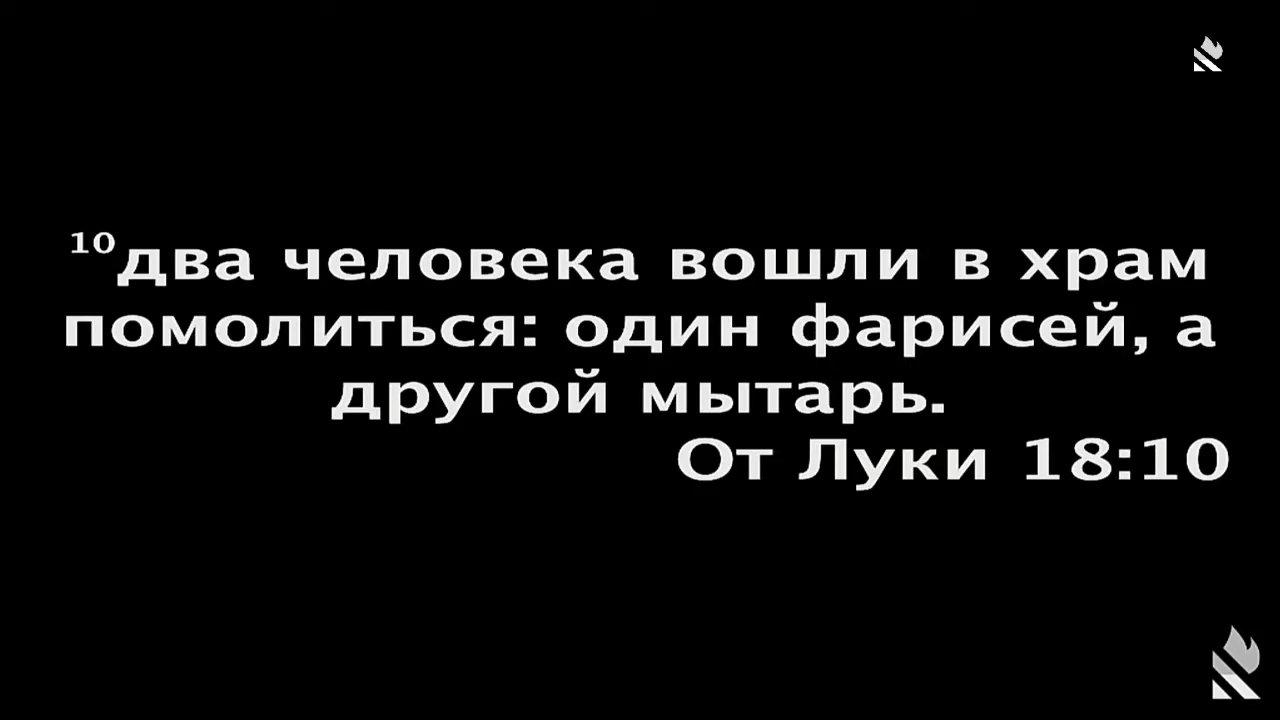 ¹⁰два человека вошли в храм
помолиться: один фарисей, а
другой мытарь.
От Луки 18:10